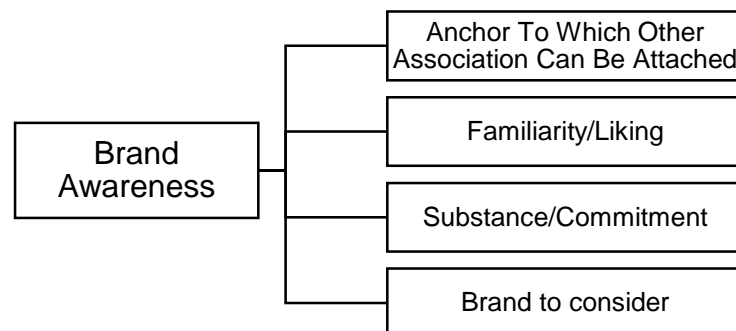 Brand
Awareness
Anchor To Which Other
Association Can Be Attached
Familiarity/Liking
Substance/Commitment
Brand to consider